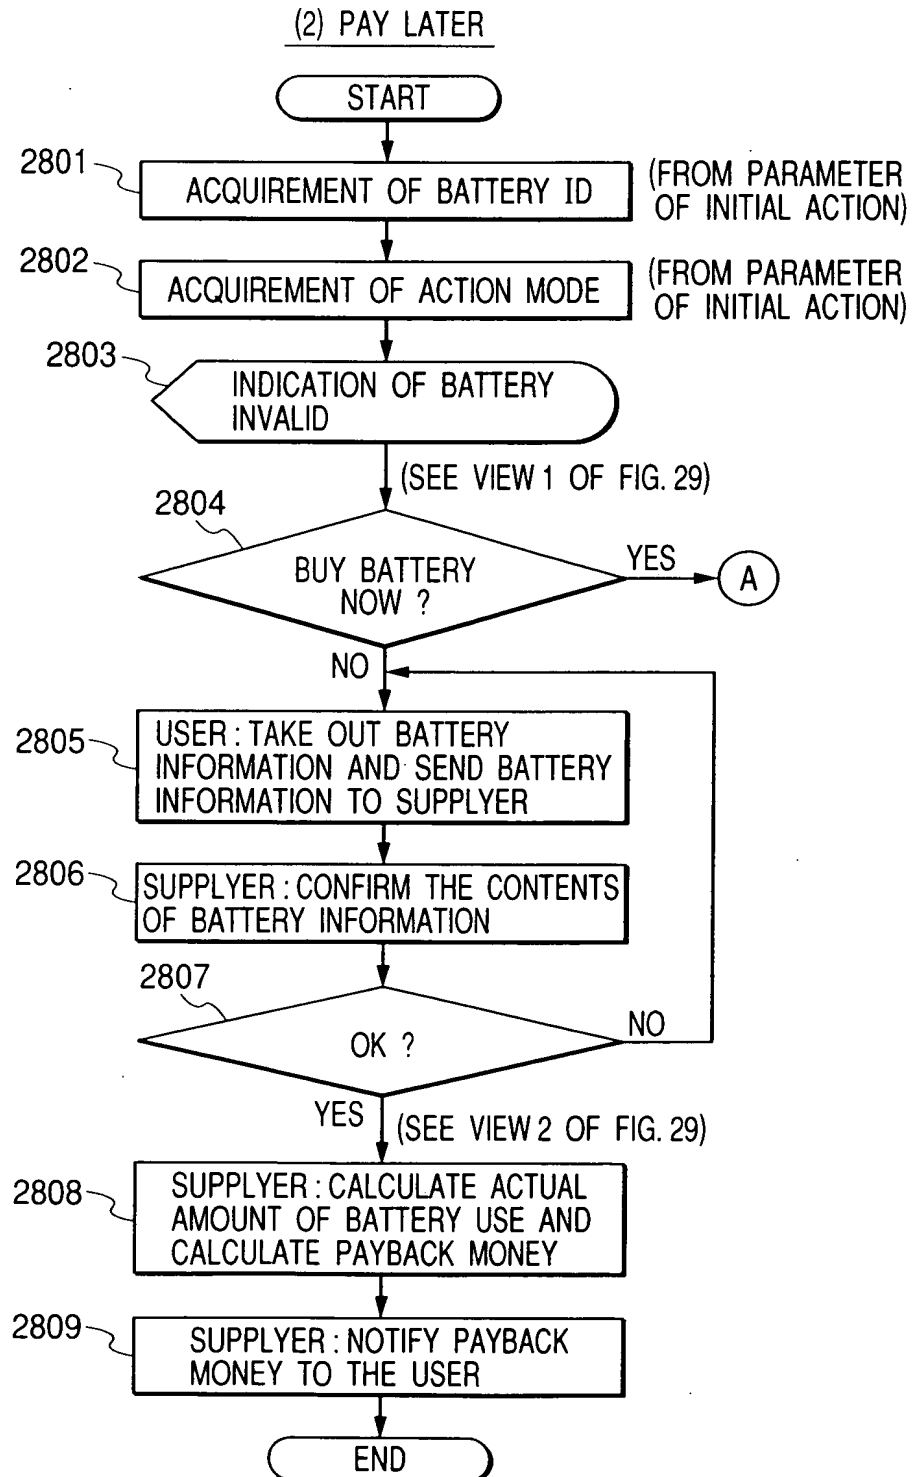 (2) PAY LATER
START
2801
ACQUIREMENT OF BATTERY ID
(FROM PARAMETER
OF INITIAL ACTION)
2802
ACQUIREMENT OF ACTION MODE
(FROM PARAMETER
OF INITIAL ACTION)
2803
INDICATION OF BATTERY
INVALID
(SEE VIEW 1 OF FIG. 29)
2804
BUY BATTERY
NOW ?
YES
A
NO
2805
USER : TAKE OUT BATTERY
INFORMATION AND SEND BATTERY
INFORMATION TO SUPPLYER
2806
SUPPLYER : CONFIRM THE CONTENTS
OF BATTERY INFORMATION
2807
OK ?
NO
YES
(SEE VIEW 2 OF FIG. 29)
2808
SUPPLYER : CALCULATE ACTUAL
AMOUNT OF BATTERY USE AND
CALCULATE PAYBACK MONEY
2809
SUPPLYER : NOTIFY PAYBACK
MONEY TO THE USER
END